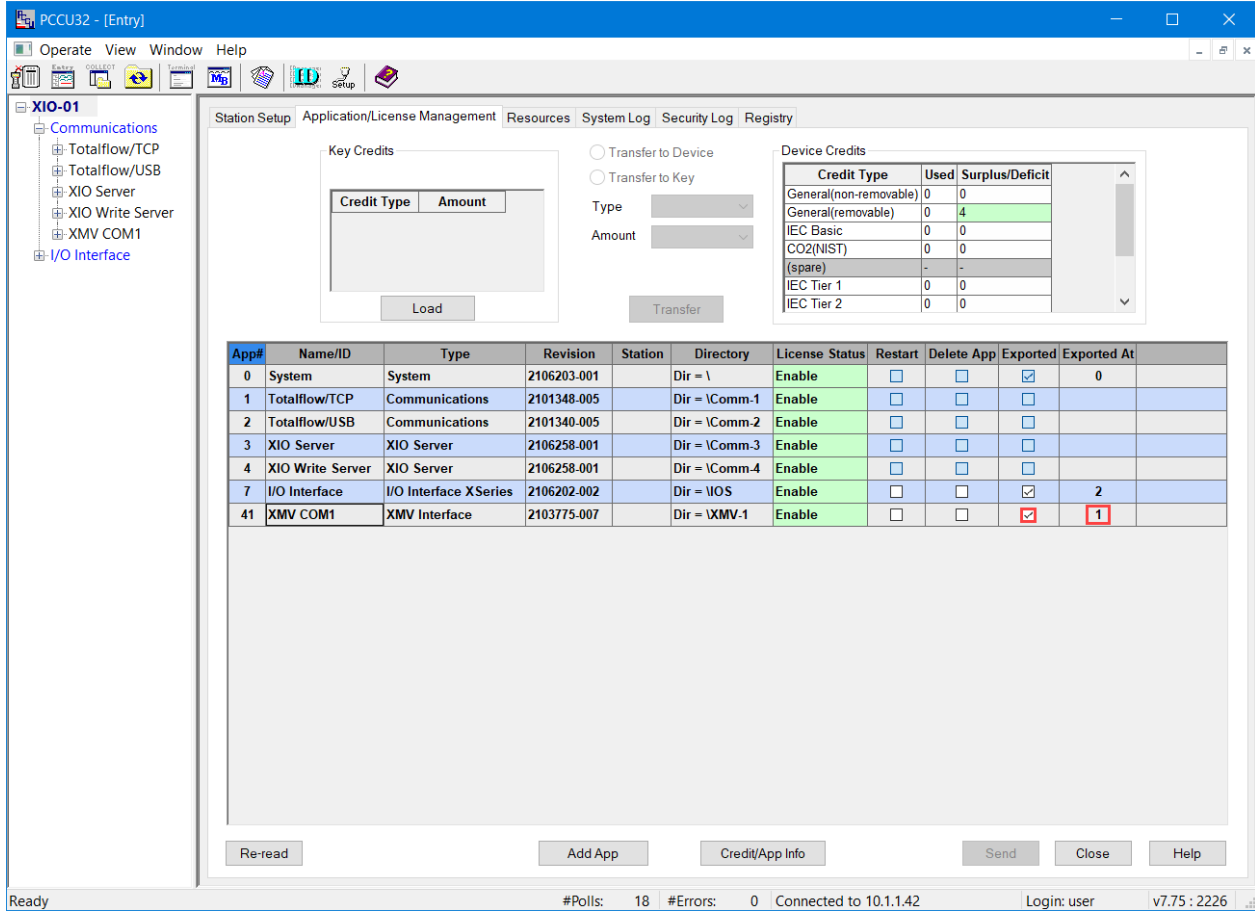 PCCU32 - [Entry]
Operate View Window Help
Entry COLLECT Terminal MB Setup
XIO-01
Communications
Totalflow/TCP
Totalflow/USB
XIO Server
XIO Write Server
XMV COM1
I/O Interface
Station Setup Application/License Management Resources System Log Security Log Registry
Key Credits
Credit Type Amount
Load
Transfer to Device
Transfer to Key
Type
Amount
Transfer
Device Credits
Credit Type Used Surplus/Deficit
General(non-removable) 0 0
General(removable) 0 4
IEC Basic 0 0
CO2(NIST) 0 0
(spare) - -
IEC Tier 1 0 0
IEC Tier 2 0 0
App# Name/ID Type Revision Station Directory License Status Restart Delete App Exported Exported At
0 System System 2106203-001 Dir = \ Enable 0
1 Totalflow/TCP Communications 2101348-005 Dir = \Comm-1 Enable
2 Totalflow/USB Communications 2101340-005 Dir = \Comm-2 Enable
3 XIO Server XIO Server 2106258-001 Dir = \Comm-3 Enable
4 XIO Write Server XIO Server 2106258-001 Dir = \Comm-4 Enable
7 I/O Interface I/O Interface XSeries 2106202-002 Dir = \IOS Enable 2
41 XMV COM1 XMV Interface 2103775-007 Dir = \XMV-1 Enable 1
Re-read Add App Credit/App Info Send Close Help
Ready #Polls: 18 #Errors: 0 Connected to 10.1.1.42 Login: user v7.75 : 2226